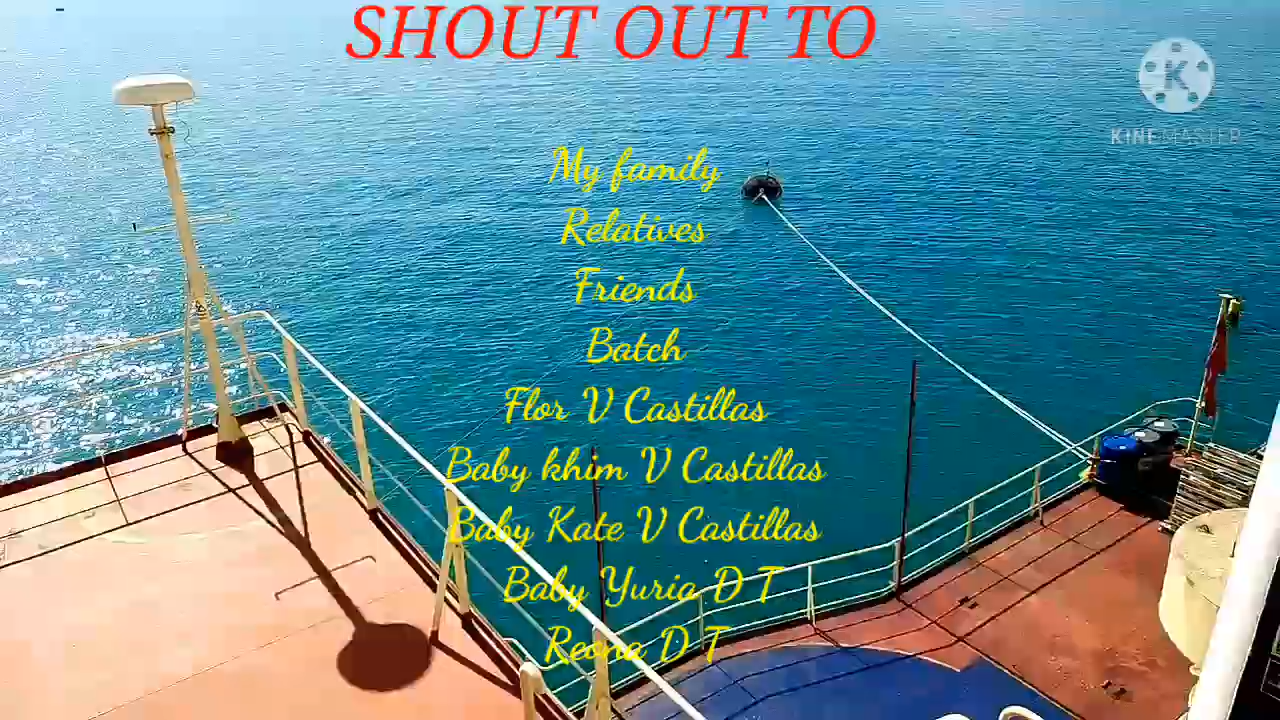 SHOUT OUT TO
KINEMASTER
My family
Relatives
Friends
Batch
Flor V Castillas
Baby khim V Castillas
Baby Kate V Castillas
Baby Yuria D T
Reona D T